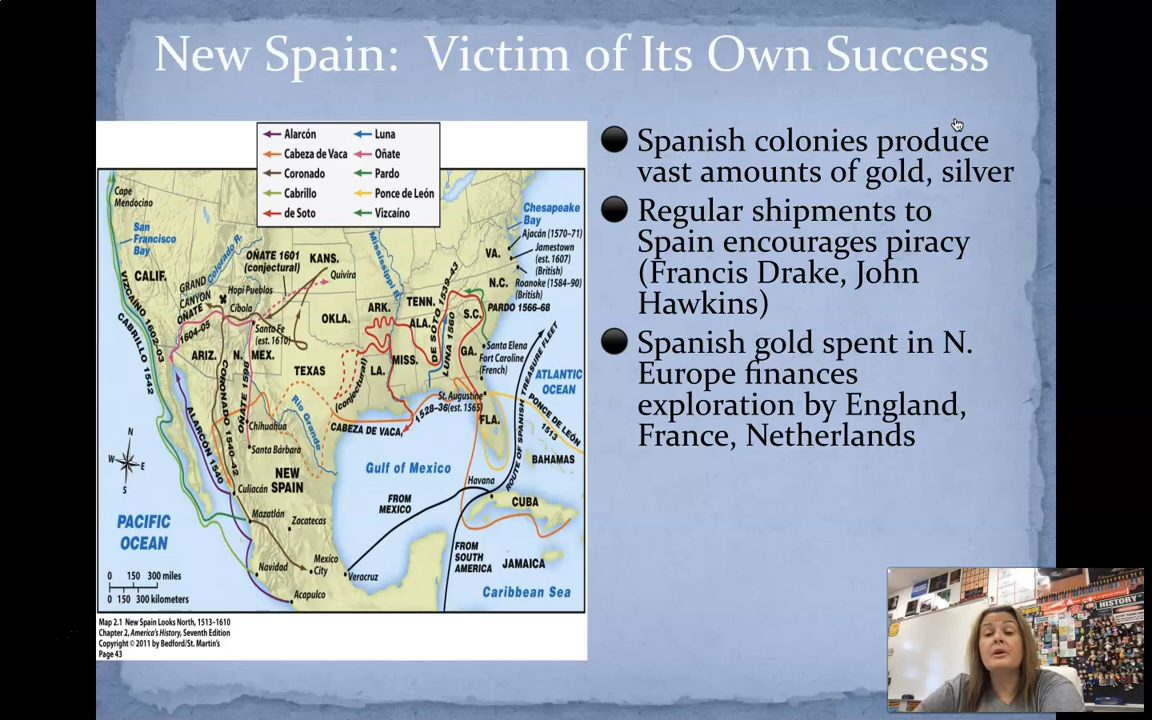 New Spain: Victim of Its Own Success
Alarcón
Cabeza de Vaca
Coronado
Cabrillo
de Soto
Luna
Oñate
Pardo
Ponce de León
Vizcaíno
Cape
Mendocino
San
Francisco
Bay
CALIF.
GRAND
CANYON
Colorado R.
OÑATE 1601
(conjectural)
KANS.
Quivira
Hopi Pueblos
Cíbola
OÑATE
1604-05
Santa Fe
(est. 1610)
ARIZ.
N.
MEX.
OKLA.
TEXAS
ARK.
LA.
MISS.
TENN.
ALA.
GA.
S.C.
N.C.
VA.
FLA.
Mississippi R.
Chesapeake
Bay
Ajacán (1570–71)
Jamestown
(est. 1607)
(British)
Roanoke (1584–90)
(British)
PARDO 1566–68
DE SOTO 1539–43
LUNA 1560
Santa Elena
Fort Caroline
(French)
St. Augustine
(est. 1565)
ATLANTIC
OCEAN
ROUTE OF SPANISH TREASURE FLEET
PONCE DE LEÓN
1513
BAHAMAS
VIZCAÍNO 1602–03
CABRILLO 1542
ALARCÓN 1540
CORONADO 1540–42
OÑATE 1598
Rio Grande
(conjectural)
1528–36
CABEZA DE VACA,
Chihuahua
Santa Bárbara
NEW
SPAIN
Culiacán
Mazatlán
Zacatecas
Navidad
Mexico
City
Veracruz
Acapulco
Gulf of Mexico
FROM
MEXICO
Havana
CUBA
FROM
SOUTH
AMERICA
JAMAICA
Caribbean Sea
PACIFIC
OCEAN
N
W
E
S
0 150 300 miles
0 150 300 kilometers
Map 2.1 New Spain Looks North, 1513–1610
Chapter 2, America's History, Seventh Edition
Copyright © 2011 by Bedford/St. Martin's
Page 43
Spanish colonies produce
vast amounts of gold, silver
Regular shipments to
Spain encourages piracy
(Francis Drake, John
Hawkins)
Spanish gold spent in N.
Europe finances
exploration by England,
France, Netherlands
HISTORY